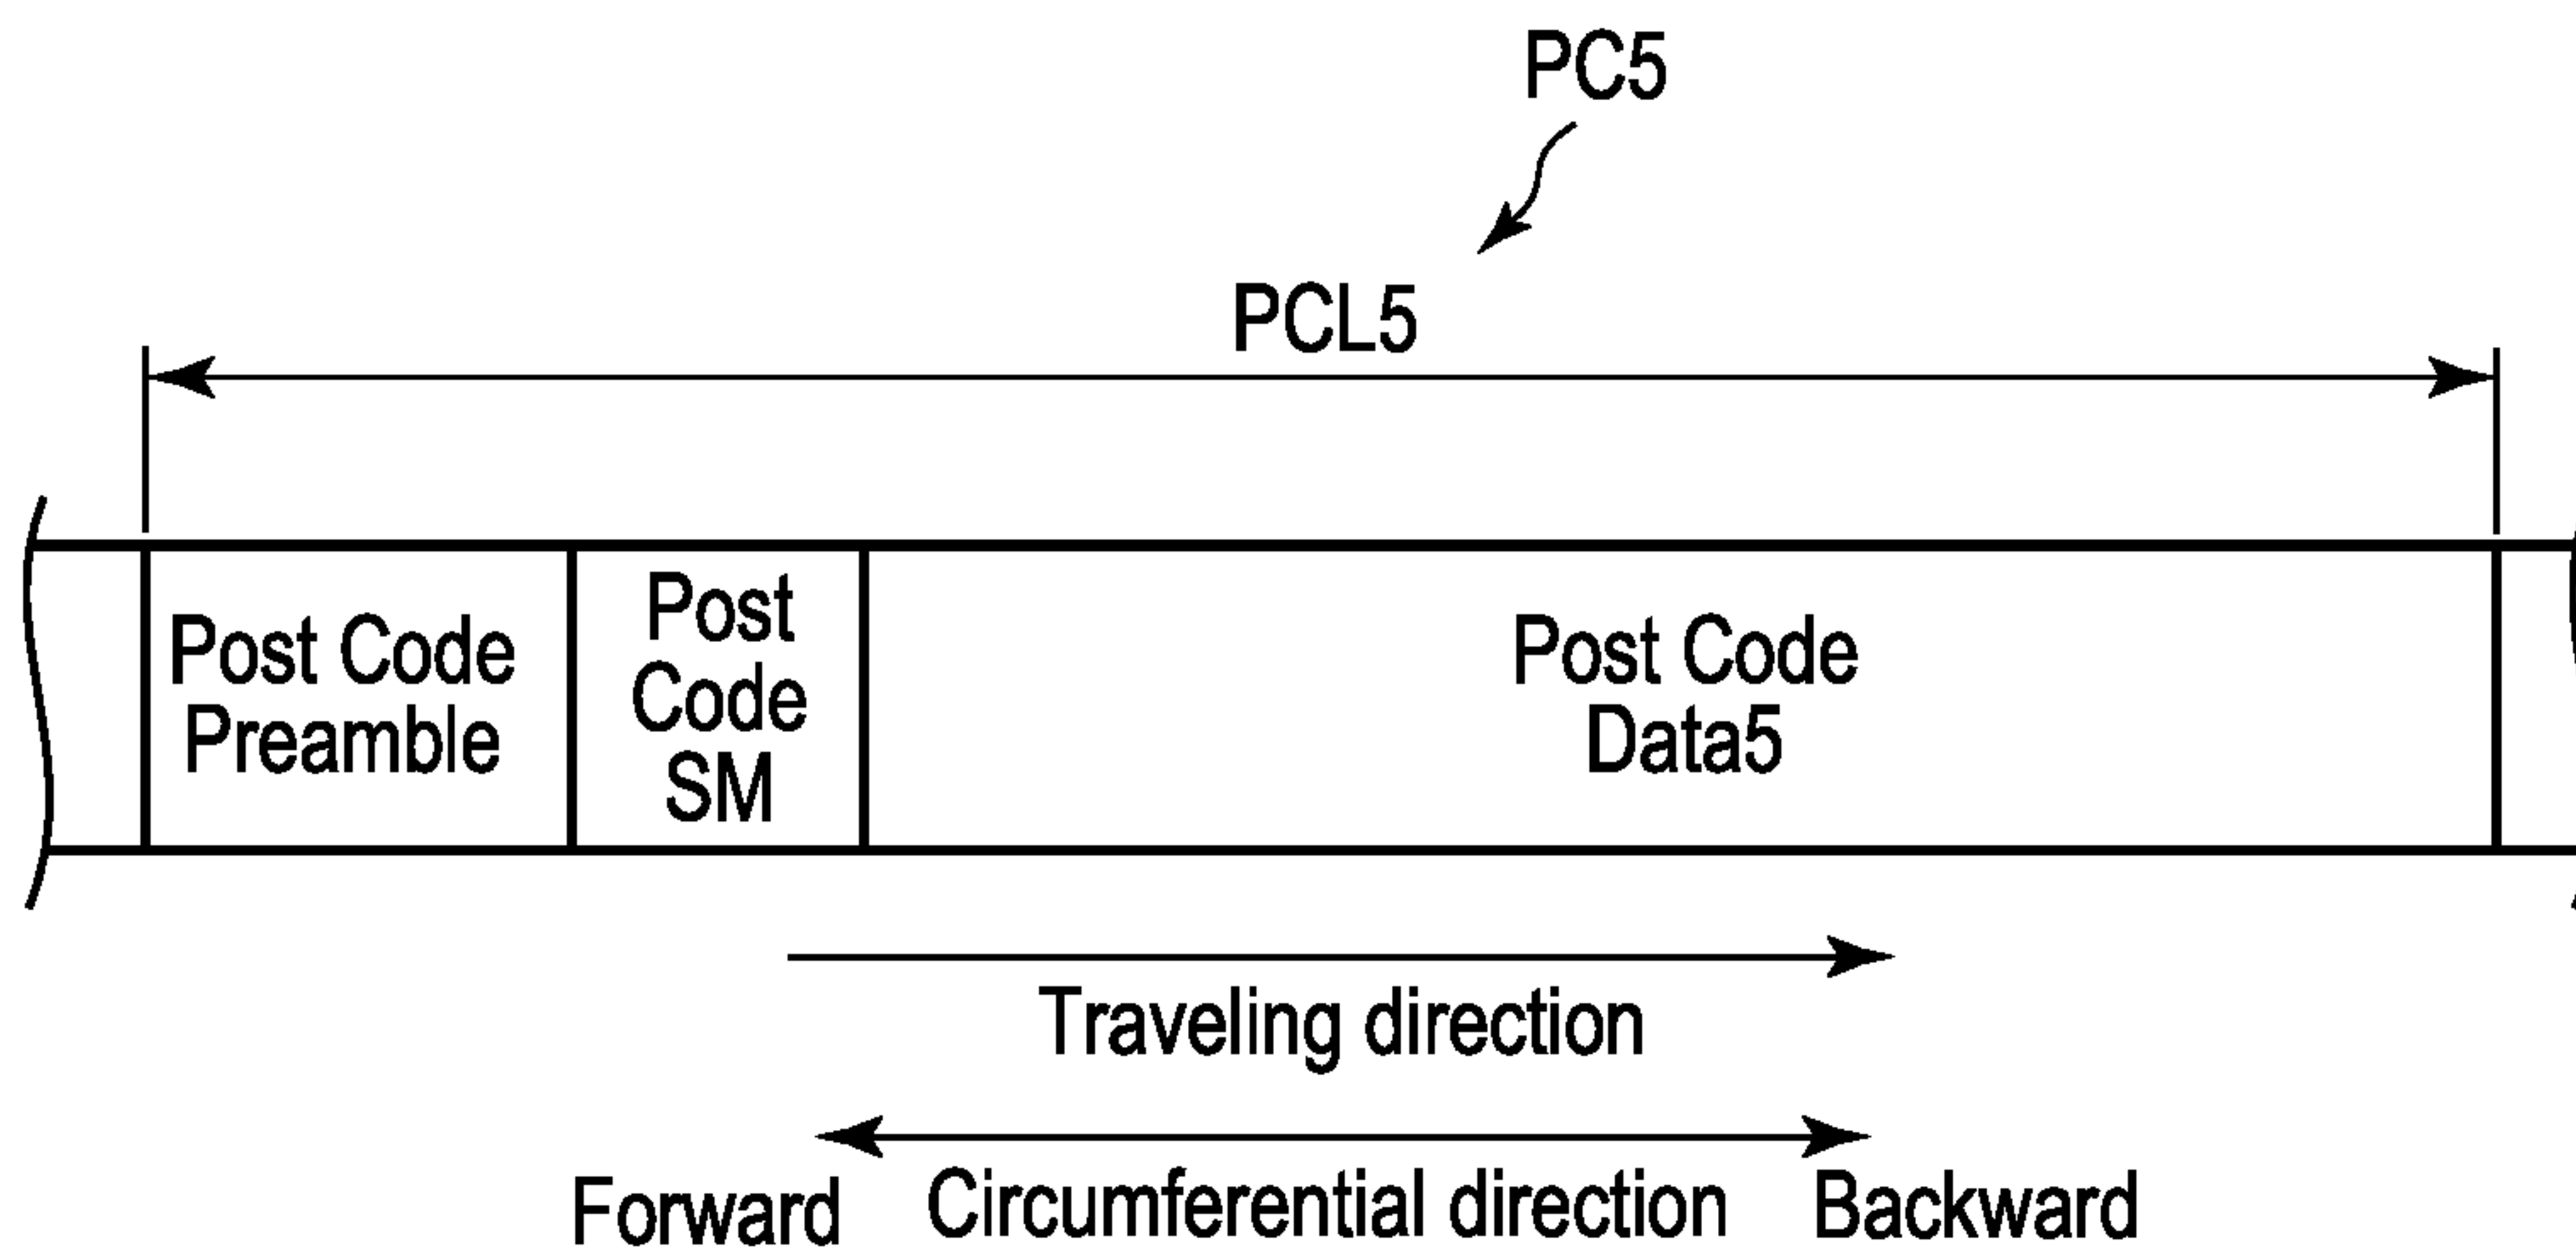 PC5
PCL5
Post Code
Preamble
Post
Code
SM
Post Code
Data5
Traveling direction
Forward
Circumferential direction
Backward